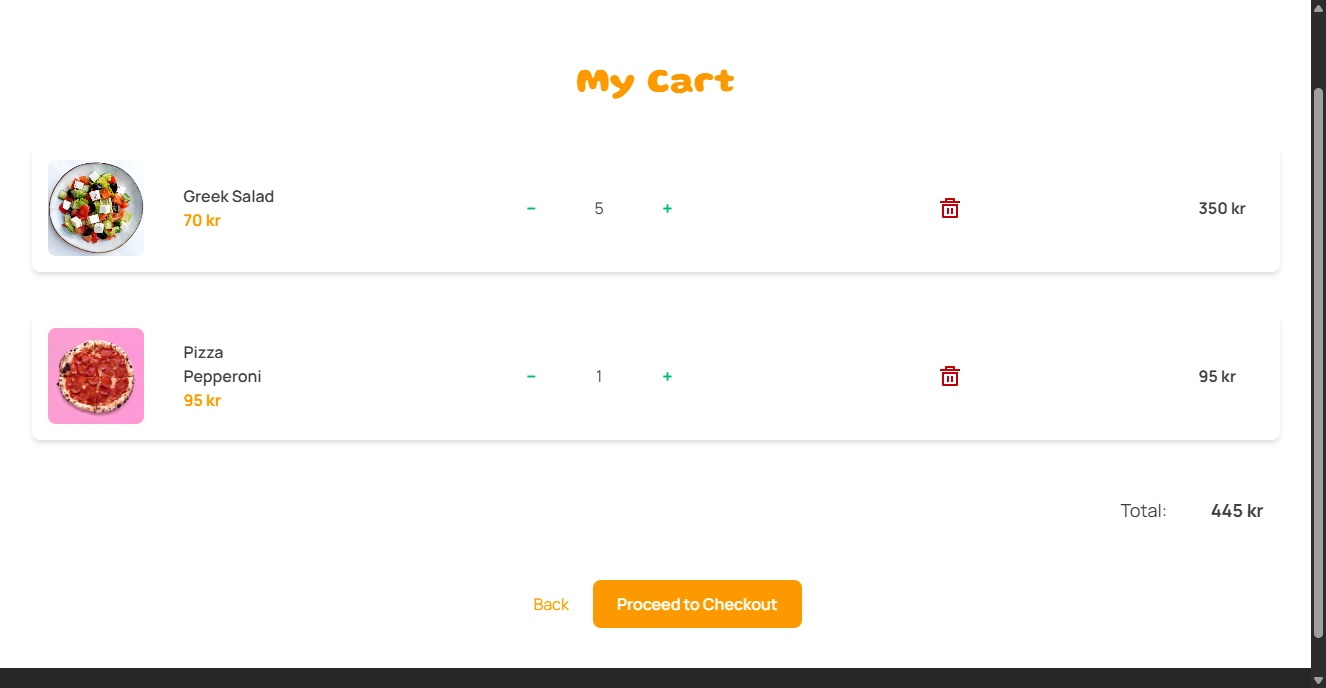 My Cart
Greek Salad
70 kr
− 5 +
350 kr
Pizza
Pepperoni
95 kr
− 1 +
95 kr
Total: 445 kr
Back
Proceed to Checkout